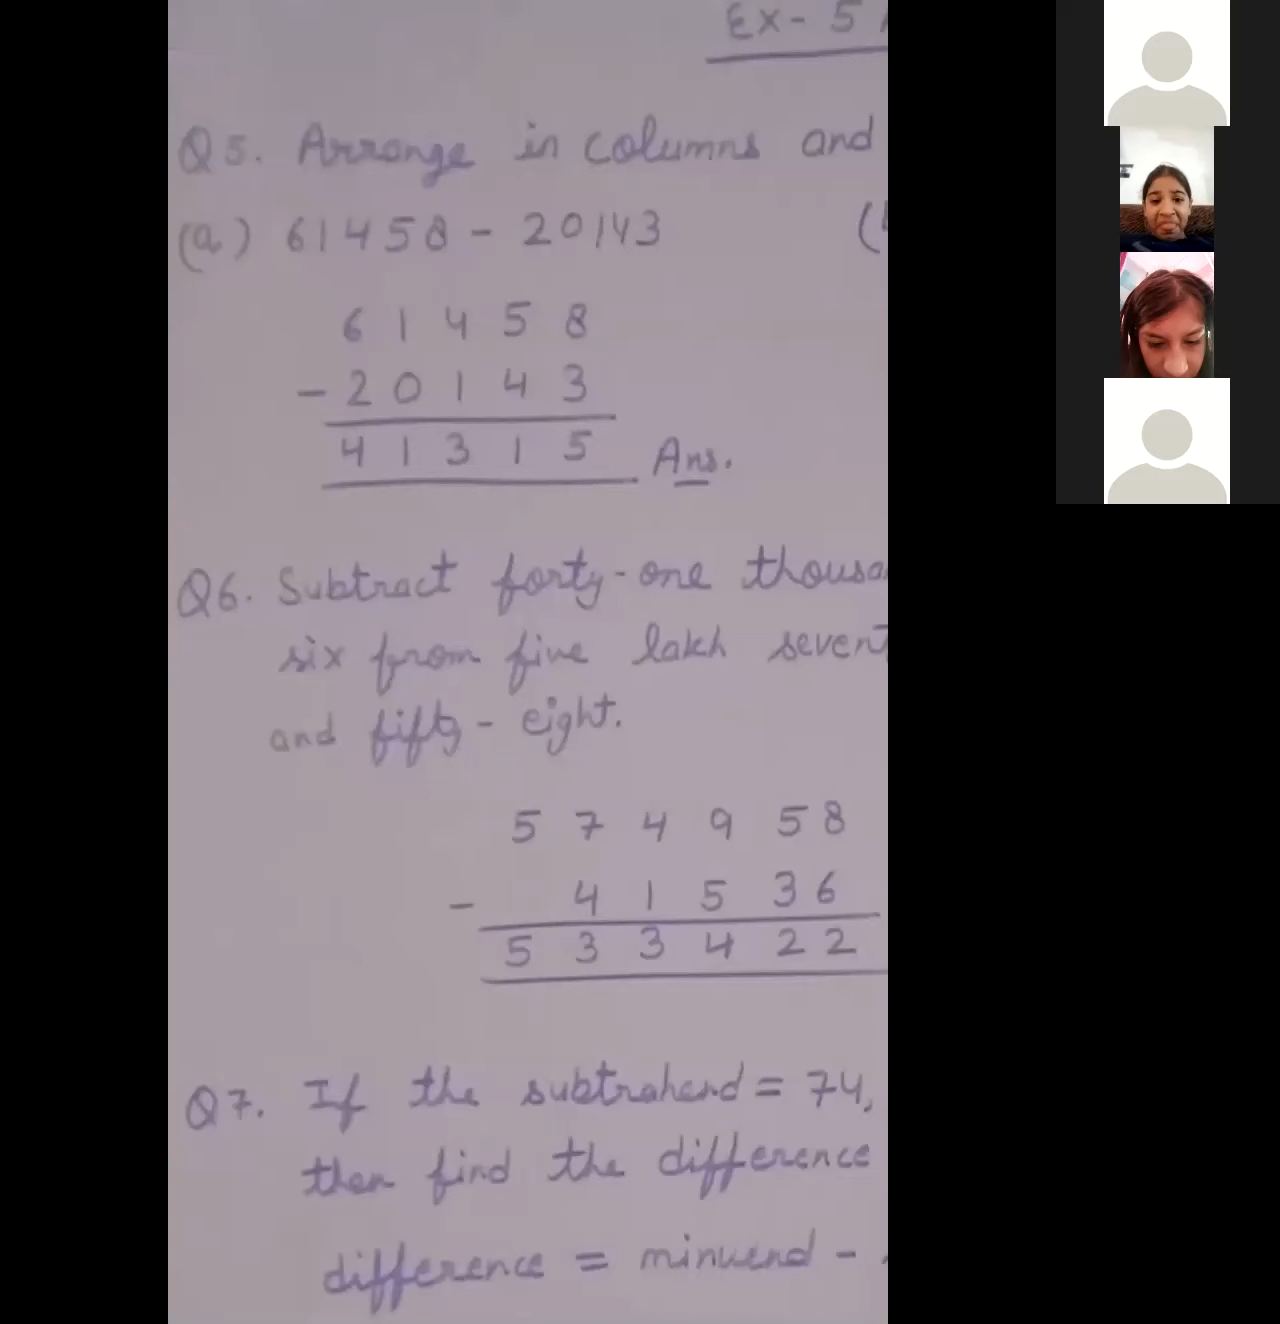 Ex - 5
Q5. Arrange in columns and
(a) 61458 - 20143
6 1 4 5 8
- 2 0 1 4 3
4 1 3 1 5 Ans.
Q6. Subtract forty-one
six from five lakh
and fifty-eight.
5 7 4 9 5 8
- 4 1 5 3 6
5 3 3 4 2 2
Q7. If the subtrahend = 74,
then find the difference
difference = minuend -